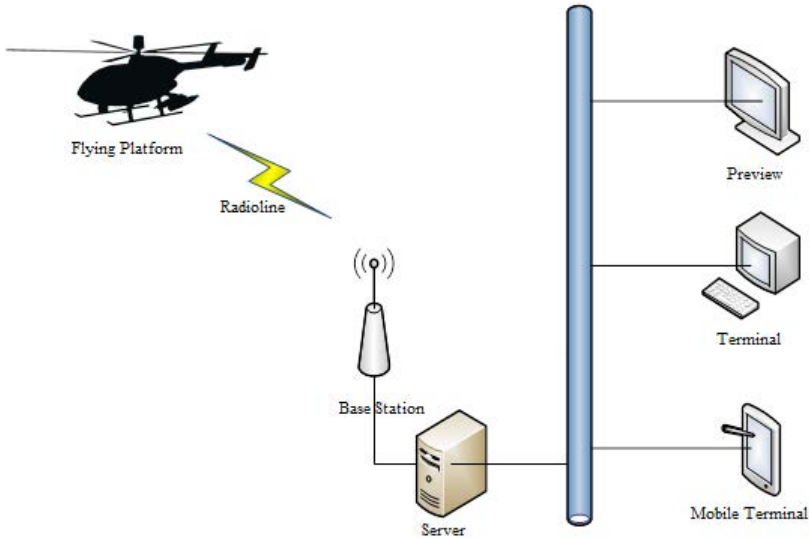 Flying Platform
Radioline
Preview
Terminal
Base Station
Mobile Terminal
Server